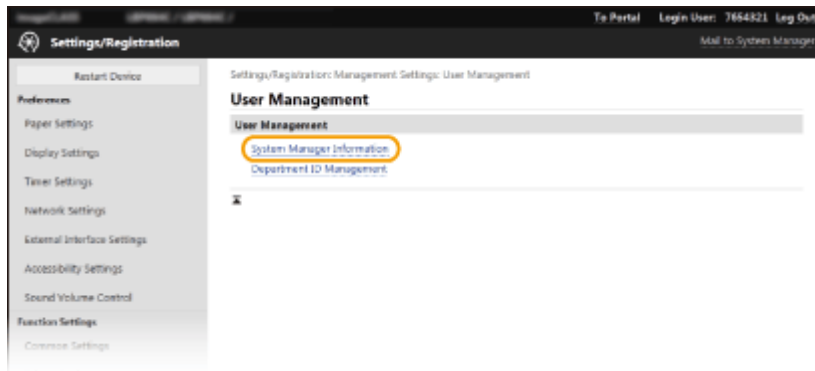 To Portal Login User: 7654321 Log Out
Settings/Registration
Mail to System Manager
Restart Device
Settings/Registration: Management Settings: User Management
Preferences
User Management
Paper Settings
User Management
System Manager Information
Display Settings
Department ID Management
Timer Settings
Network Settings
External Interface Settings
Accessibility Settings
Sound Volume Control
Function Settings
Common Settings